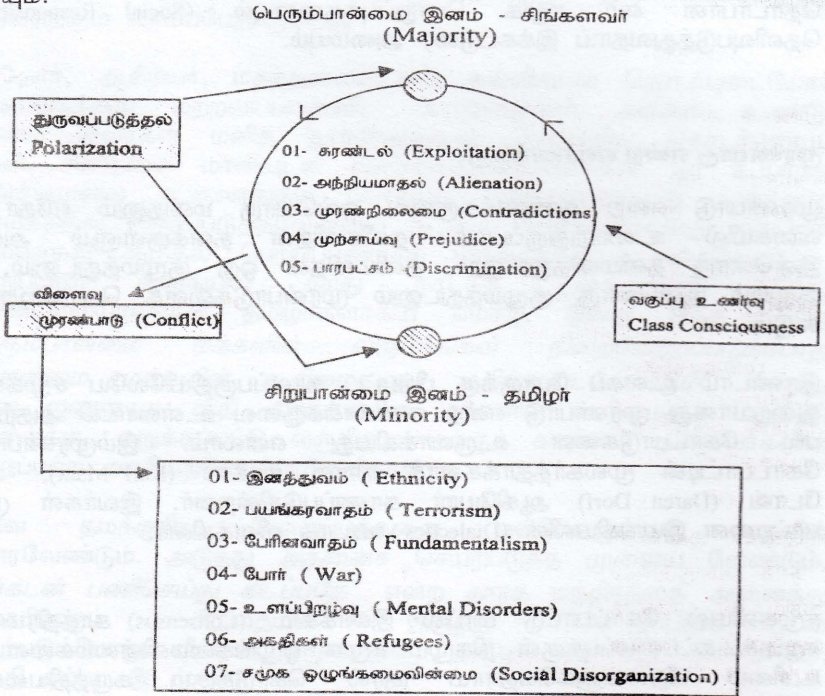 பெரும்பான்மை இனம் - சிங்களவர்
(Majority)
துருவப்படுத்தல்
Polarization
01- சுரண்டல் (Exploitation)
02- அந்நியமாதல் (Alienation)
03- முரண்நிலைமை (Contradictions)
04- முற்சாய்வு (Prejudice)
05- பாரபட்சம் (Discrimination)
விளைவு
முரண்பாடு (Conflict)
வகுப்பு உணர்வு
Class Consciousness
சிறுபான்மை இனம் - தமிழர்
(Minority)
01- இனத்துவம் ( Ethnicity)
02- பயங்கரவாதம் ( Terrorism)
03- பேரினவாதம் ( Fundamentalism)
04- போர் ( War)
05- உளப்பிறழ்வு ( Mental Disorders)
06- அகதிகள் ( Refugees)
07- சமூக ஒழுங்கமைவின்மை (Social Disorganization)